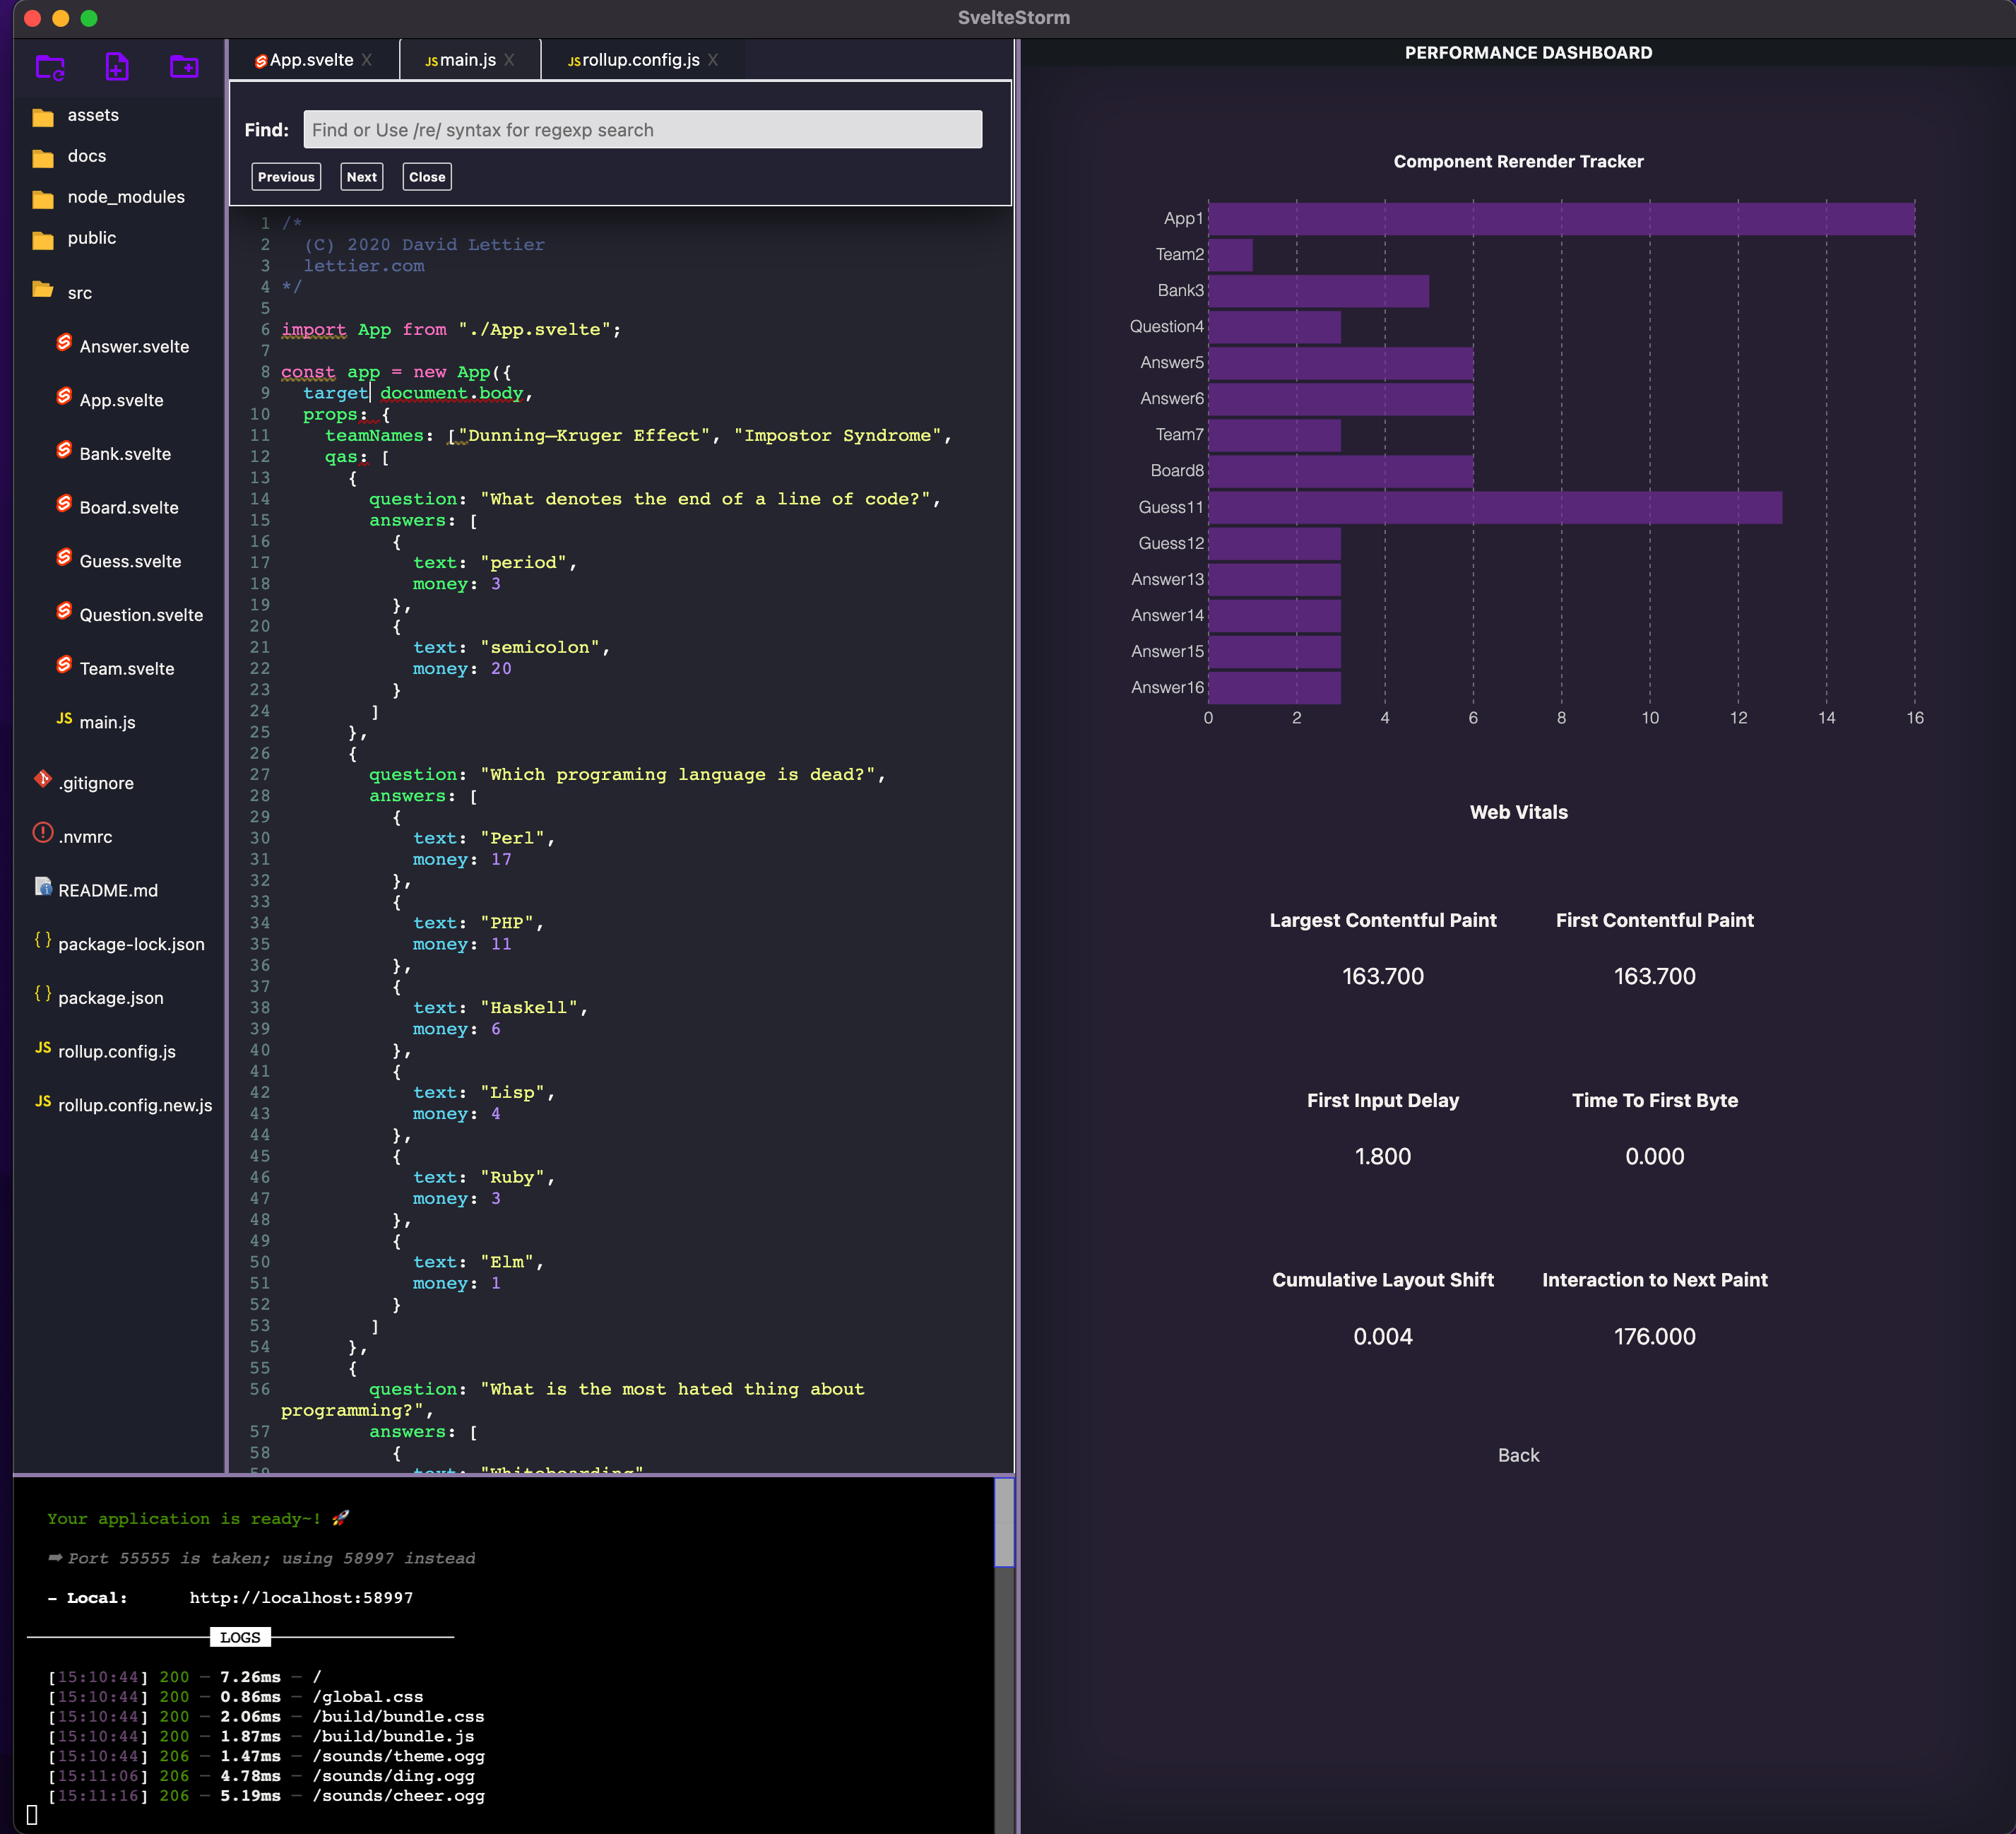 SvelteStorm
assets
docs
node_modules
public
src
Answer.svelte
App.svelte
Bank.svelte
Board.svelte
Guess.svelte
Question.svelte
Team.svelte
JS main.js
.gitignore
.nvmrc
README.md
{ } package-lock.json
{ } package.json
JS rollup.config.js
JS rollup.config.new.js
App.svelte X
JS main.js X
JS rollup.config.js X
Find: Find or Use /re/ syntax for regexp search
Previous Next Close
1 /*
2 (C) 2020 David Lettier
3 lettier.com
4 */
5
6 import App from "./App.svelte";
7
8 const app = new App({
9 target document.body,
10 props: {
11 teamNames: ["Dunning–Kruger Effect", "Impostor Syndrome",
12 qas: [
13 {
14 question: "What denotes the end of a line of code?",
15 answers: [
16 {
17 text: "period",
18 money: 3
19 },
20 {
21 text: "semicolon",
22 money: 20
23 }
24 ]
25 },
26 {
27 question: "Which programing language is dead?",
28 answers: [
29 {
30 text: "Perl",
31 money: 17
32 },
33 {
34 text: "PHP",
35 money: 11
36 },
37 {
38 text: "Haskell",
39 money: 6
40 },
41 {
42 text: "Lisp",
43 money: 4
44 },
45 {
46 text: "Ruby",
47 money: 3
48 },
49 {
50 text: "Elm",
51 money: 1
52 }
53 ]
54 },
55 {
56 question: "What is the most hated thing about
programming?",
57 answers: [
58 {
59 text: "Whiteboarding"
Your application is ready~! 🚀
➡ Port 55555 is taken; using 58997 instead
– Local: http://localhost:58997
LOGS
[15:10:44] 200 ─ 7.26ms ─ /
[15:10:44] 200 ─ 0.86ms ─ /global.css
[15:10:44] 200 ─ 2.06ms ─ /build/bundle.css
[15:10:44] 200 ─ 1.87ms ─ /build/bundle.js
[15:10:44] 206 ─ 1.47ms ─ /sounds/theme.ogg
[15:11:06] 206 ─ 4.78ms ─ /sounds/ding.ogg
[15:11:16] 206 ─ 5.19ms ─ /sounds/cheer.ogg
PERFORMANCE DASHBOARD
Component Rerender Tracker
App1
Team2
Bank3
Question4
Answer5
Answer6
Team7
Board8
Guess11
Guess12
Answer13
Answer14
Answer15
Answer16
0 2 4 6 8 10 12 14 16
Web Vitals
Largest Contentful Paint First Contentful Paint
163.700 163.700
First Input Delay Time To First Byte
1.800 0.000
Cumulative Layout Shift Interaction to Next Paint
0.004 176.000
Back